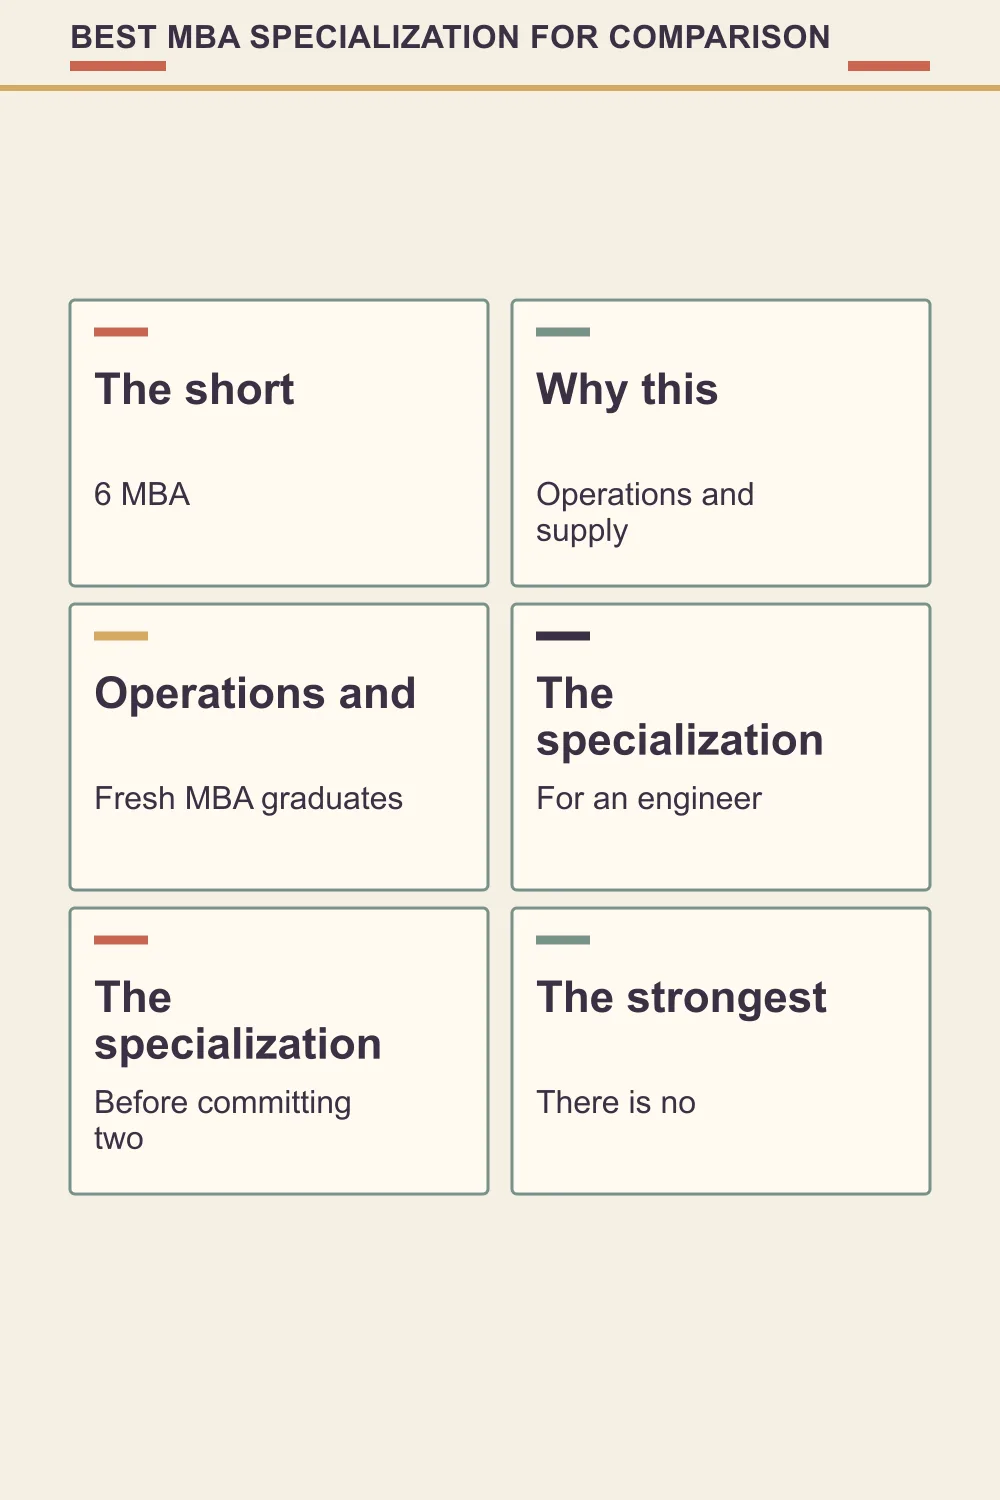 BEST MBA SPECIALIZATION FOR COMPARISON
The short
6 MBA
Why this
Operations and
supply
Operations and
Fresh MBA graduates
The
specialization
For an engineer
The
specialization
Before committing
two
The strongest
There is no